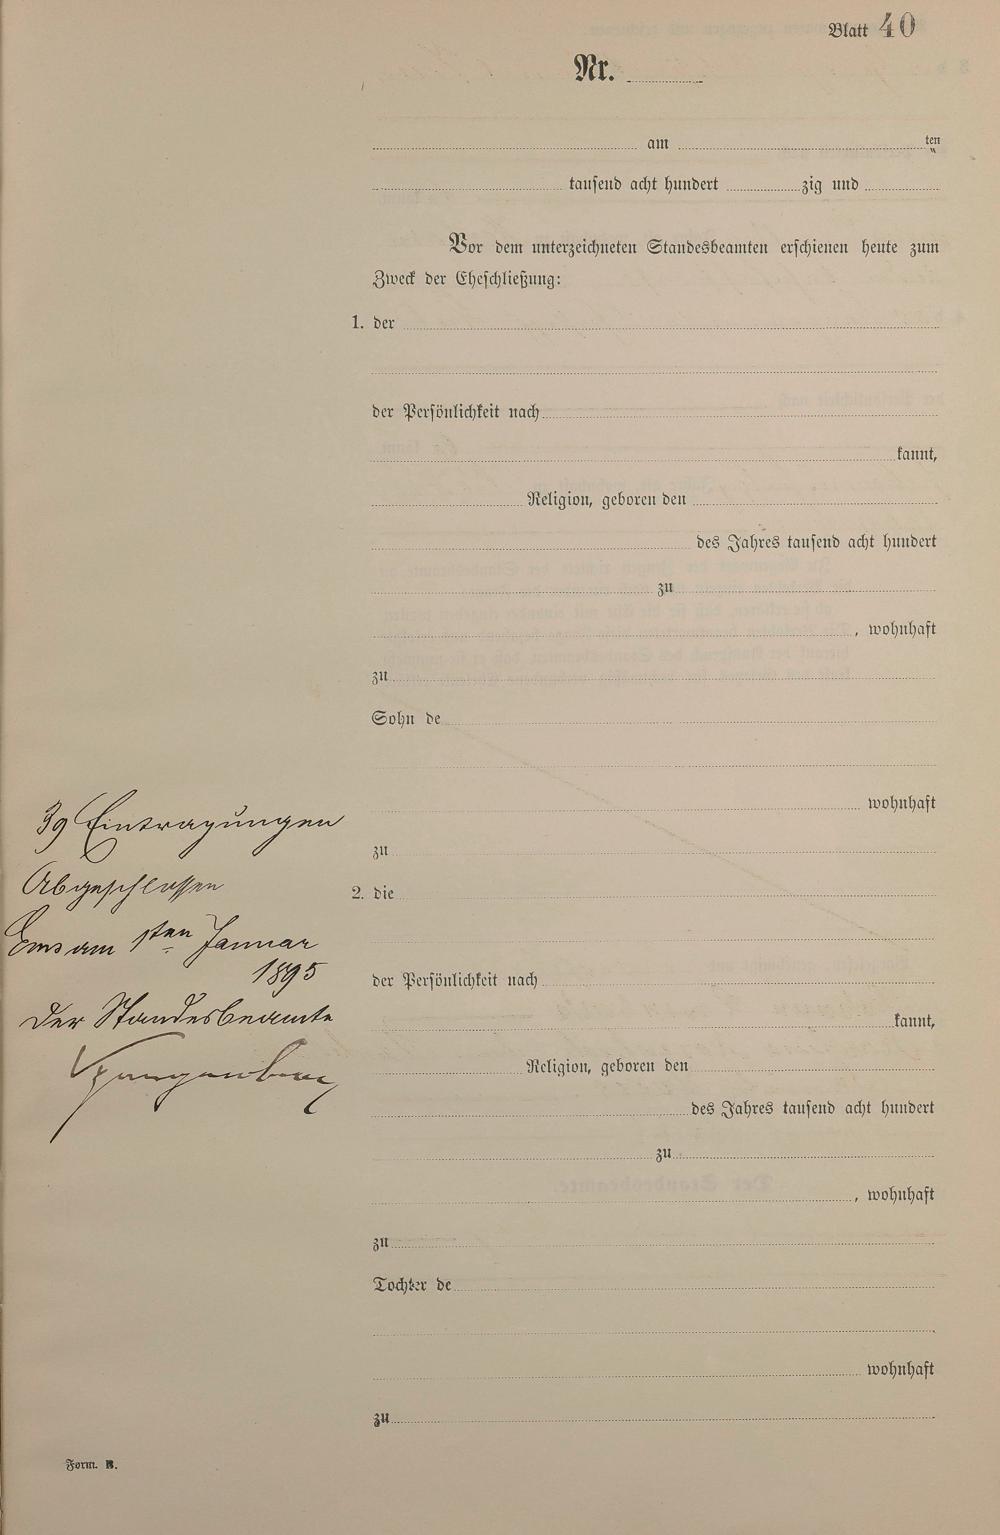 Blatt 40
Nr.
am ten
tausend acht hundert zig und
Vor dem unterzeichneten Standesbeamten erschienen heute zum
Zweck der Eheschließung:
1. der
der Persönlichkeit nach
kannt,
Religion, geboren den
des Jahres tausend acht hundert
zu
, wohnhaft
zu
Sohn de
wohnhaft
zu
2. die
der Persönlichkeit nach
kannt,
Religion, geboren den
des Jahres tausend acht hundert
zu
, wohnhaft
zu
Tochter de
wohnhaft
zu
39 Eintragungen
Abgeschlossen
Ems am 1ten Januar
1895
Der Standesbeamte
Form. B.